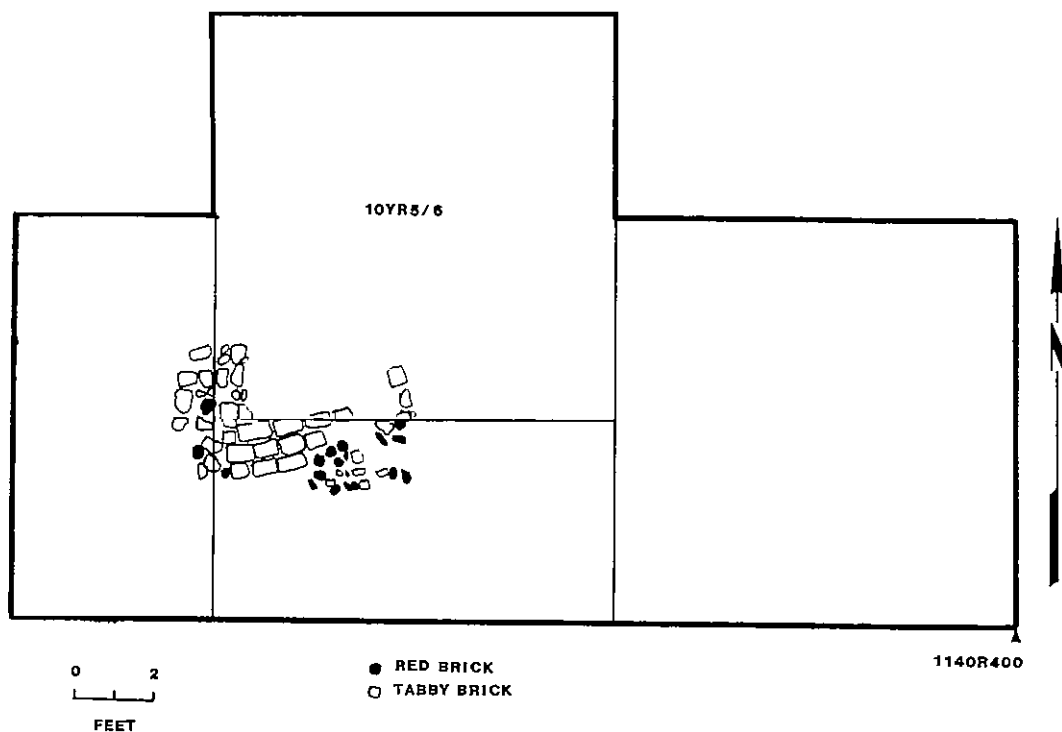 10YR5/6
N
1140R400
0 2
FEET
RED BRICK
TABBY BRICK